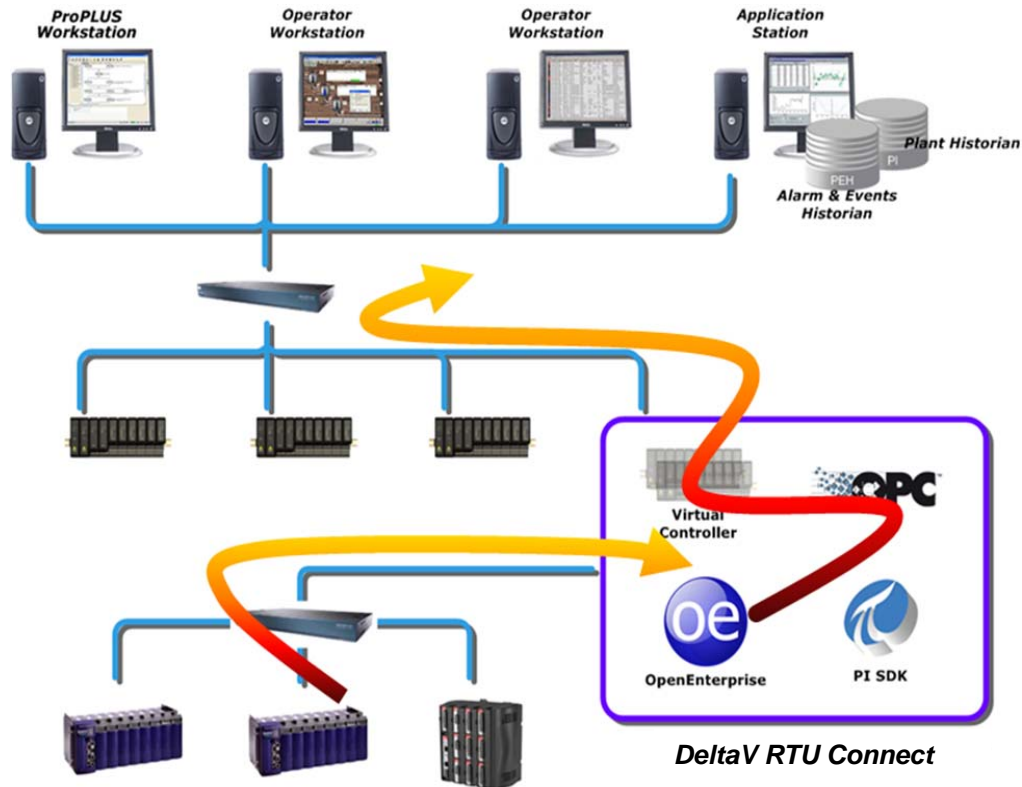 ProPLUS
Workstation
Operator
Workstation
Operator
Workstation
Application
Station
Plant Historian
PI
PEH
Alarm & Events
Historian
OPC
Virtual
Controller
oe
OpenEnterprise
PI SDK
DeltaV RTU Connect